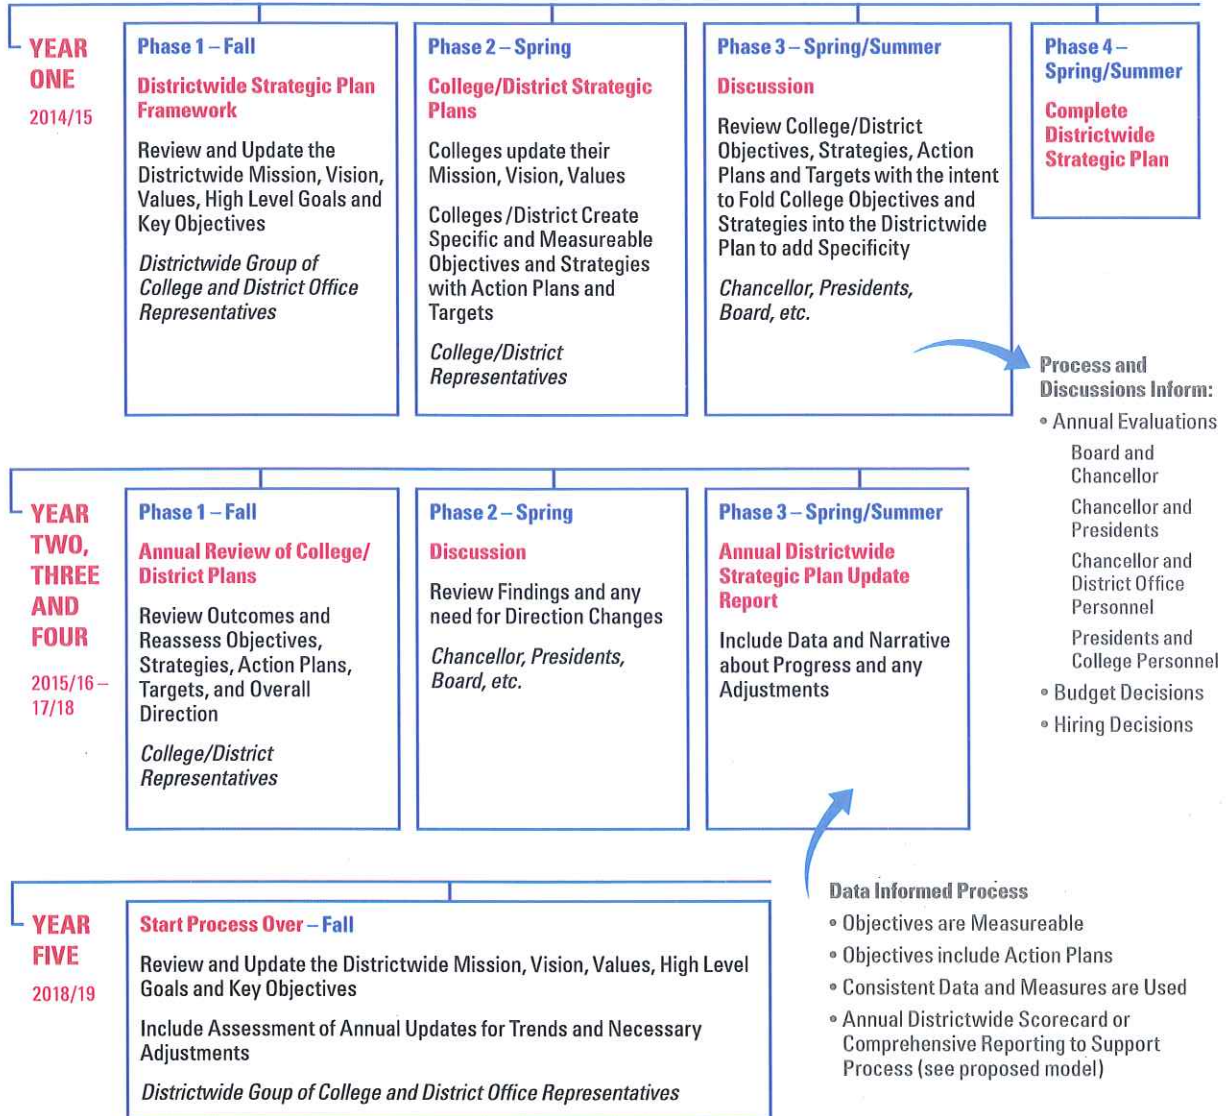 YEAR
ONE
2014/15
Phase 1 – Fall
Districtwide Strategic Plan
Framework
Review and Update the
Districtwide Mission, Vision,
Values, High Level Goals and
Key Objectives
Districtwide Group of
College and District Office
Representatives
Phase 2 – Spring
College/District Strategic
Plans
Colleges update their
Mission, Vision, Values
Colleges /District Create
Specific and Measureable
Objectives and Strategies
with Action Plans and
Targets
College/District
Representatives
Phase 3 – Spring/Summer
Discussion
Review College/District
Objectives, Strategies, Action
Plans and Targets with the intent
to Fold College Objectives and
Strategies into the Districtwide
Plan to add Specificity
Chancellor, Presidents,
Board, etc.
Phase 4 –
Spring/Summer
Complete
Districtwide
Strategic Plan
Process and
Discussions Inform:
• Annual Evaluations
Board and
Chancellor
Chancellor and
Presidents
Chancellor and
District Office
Personnel
Presidents and
College Personnel
• Budget Decisions
• Hiring Decisions
YEAR
TWO,
THREE
AND
FOUR
2015/16 –
17/18
Phase 1 – Fall
Annual Review of College/
District Plans
Review Outcomes and
Reassess Objectives,
Strategies, Action Plans,
Targets, and Overall
Direction
College/District
Representatives
Phase 2 – Spring
Discussion
Review Findings and any
need for Direction Changes
Chancellor, Presidents,
Board, etc.
Phase 3 – Spring/Summer
Annual Districtwide
Strategic Plan Update
Report
Include Data and Narrative
about Progress and any
Adjustments
YEAR
FIVE
2018/19
Start Process Over – Fall
Review and Update the Districtwide Mission, Vision, Values, High Level
Goals and Key Objectives
Include Assessment of Annual Updates for Trends and Necessary
Adjustments
Districtwide Goup of College and District Office Representatives
Data Informed Process
• Objectives are Measureable
• Objectives include Action Plans
• Consistent Data and Measures are Used
• Annual Districtwide Scorecard or
Comprehensive Reporting to Support
Process (see proposed model)